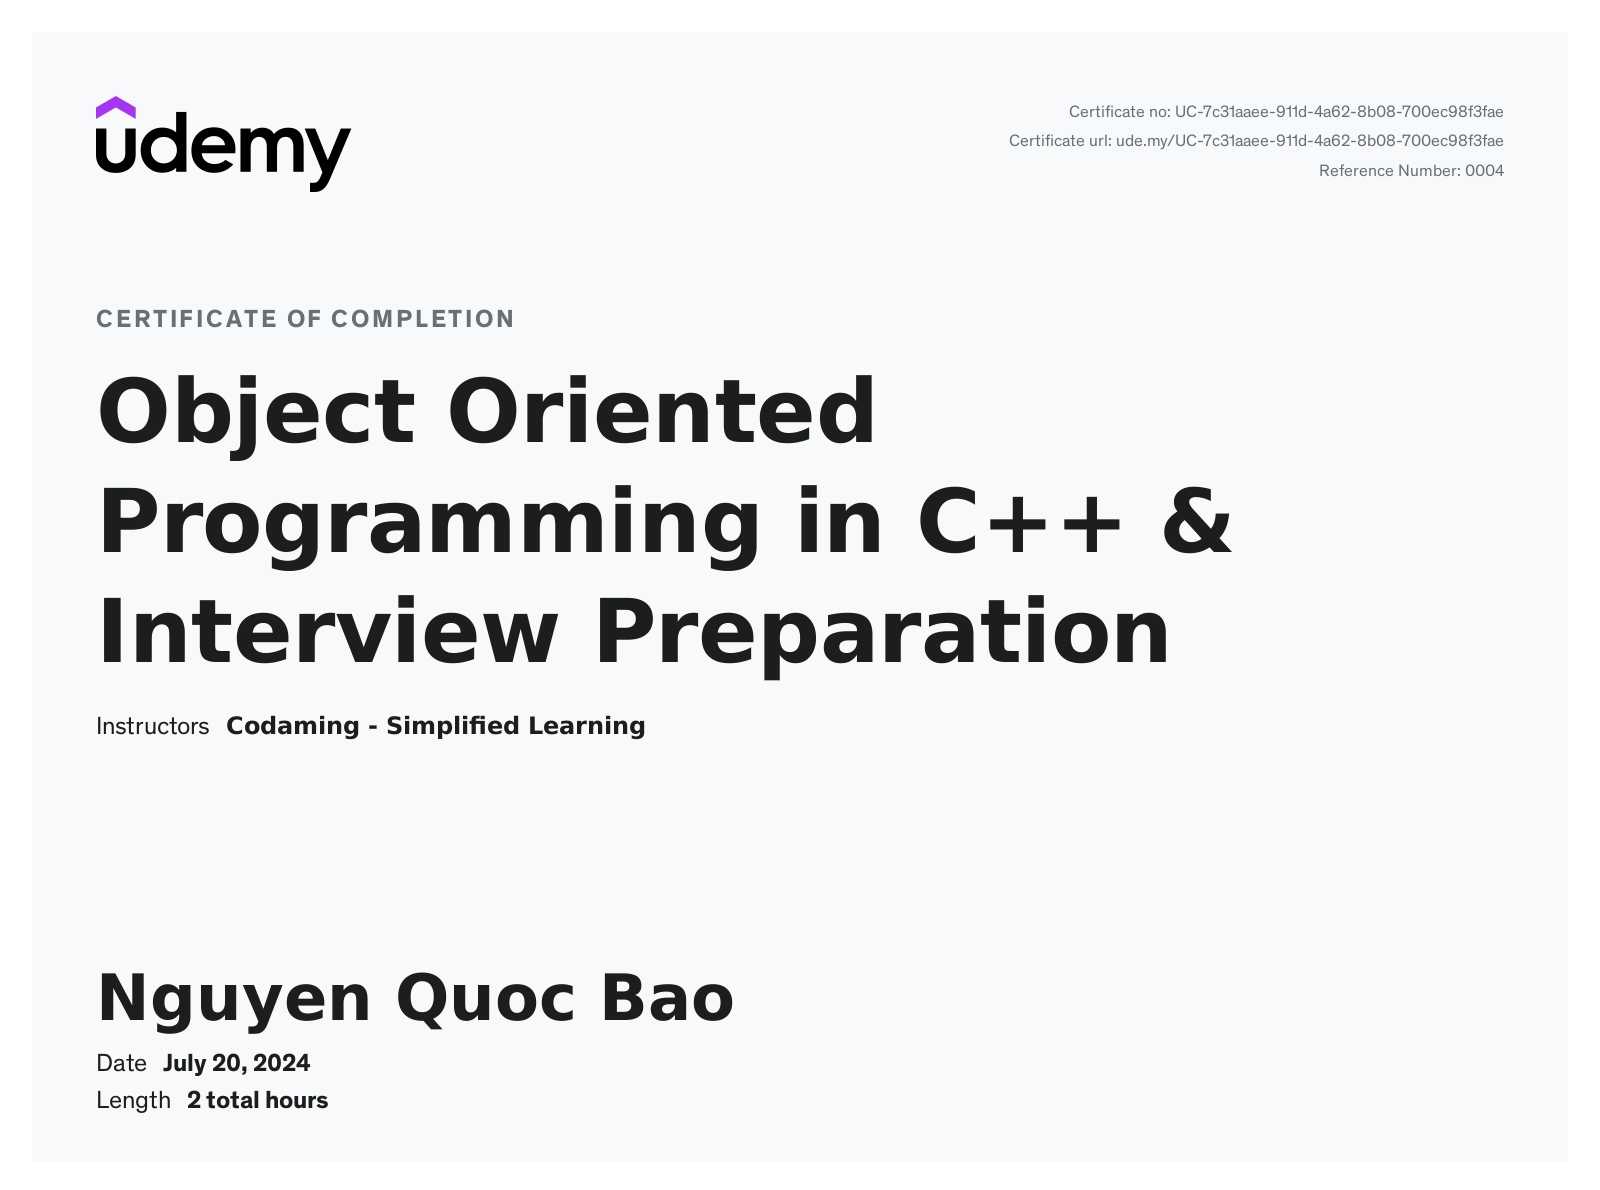 udemy
Certificate no: UC-7c31aaee-911d-4a62-8b08-700ec98f3fae
Certificate url: ude.my/UC-7c31aaee-911d-4a62-8b08-700ec98f3fae
Reference Number: 0004
CERTIFICATE OF COMPLETION
Object Oriented
Programming in C++ &
Interview Preparation
Instructors Codaming - Simplified Learning
Nguyen Quoc Bao
Date July 20, 2024
Length 2 total hours